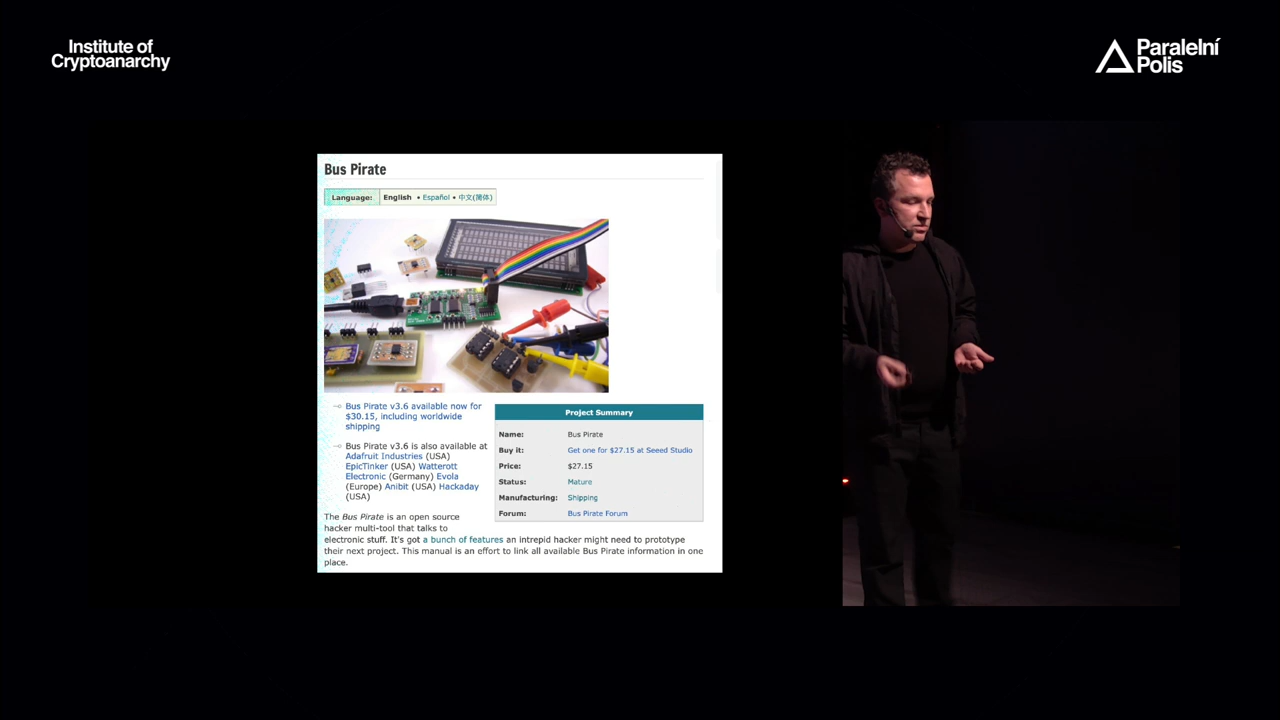 Institute of
Cryptoanarchy
Paralelní
Polis
Bus Pirate
Language: English • Español • 中文(简体)
Bus Pirate v3.6 available now for
$30.15, including worldwide
shipping
Bus Pirate v3.6 is also available at
Adafruit Industries (USA)
EpicTinker (USA) Watterott
Electronic (Germany) Evola
(Europe) Anibit (USA) Hackaday
(USA)
Project Summary
Name: Bus Pirate
Buy it: Get one for $27.15 at Seeed Studio
Price: $27.15
Status: Mature
Manufacturing: Shipping
Forum: Bus Pirate Forum
The Bus Pirate is an open source
hacker multi-tool that talks to
electronic stuff. It's got a bunch of features an intrepid hacker might need to prototype
their next project. This manual is an effort to link all available Bus Pirate information in one
place.